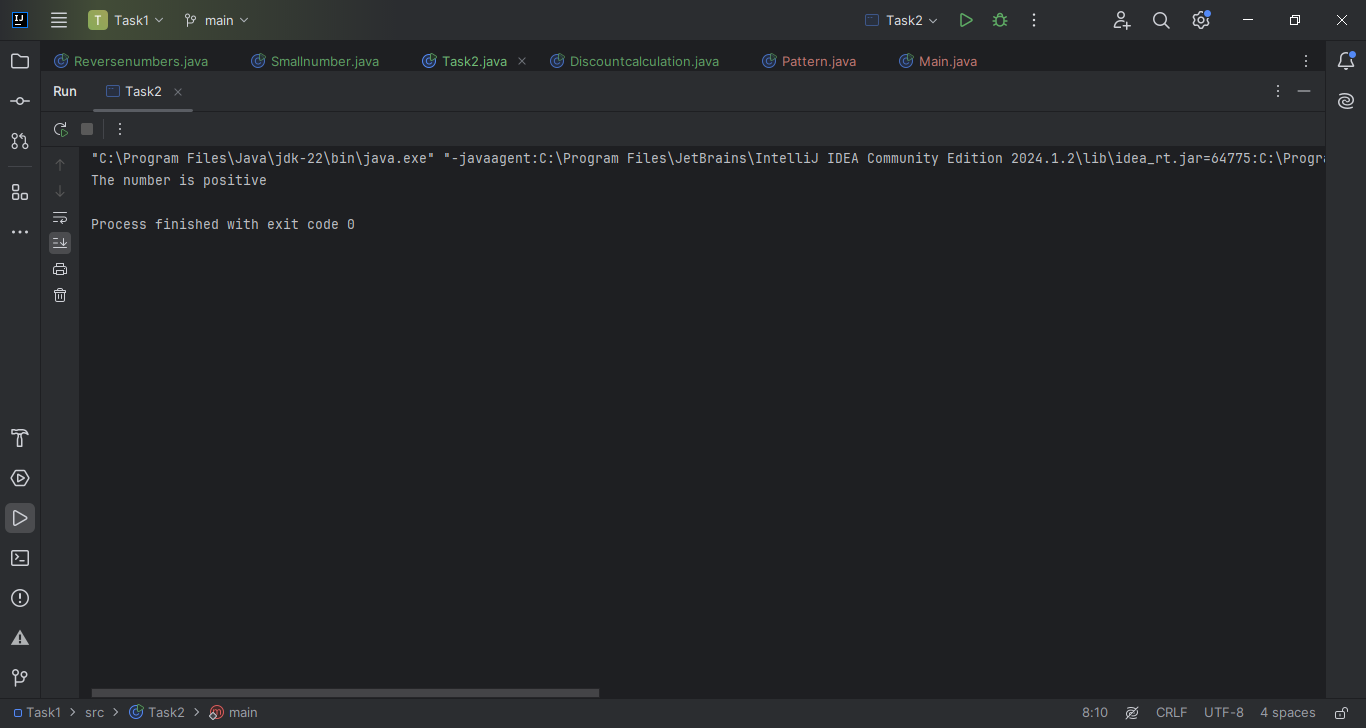 T Task1 main Task2
Reversenumbers.java Smallnumber.java Task2.java Discountcalculation.java Pattern.java Main.java
Run Task2
"C:\Program Files\Java\jdk-22\bin\java.exe" "-javaagent:C:\Program Files\JetBrains\IntelliJ IDEA Community Edition 2024.1.2\lib\idea_rt.jar=64775:C:\Progra
The number is positive
Process finished with exit code 0
Task1 > src > Task2 > main 8:10 CRLF UTF-8 4 spaces